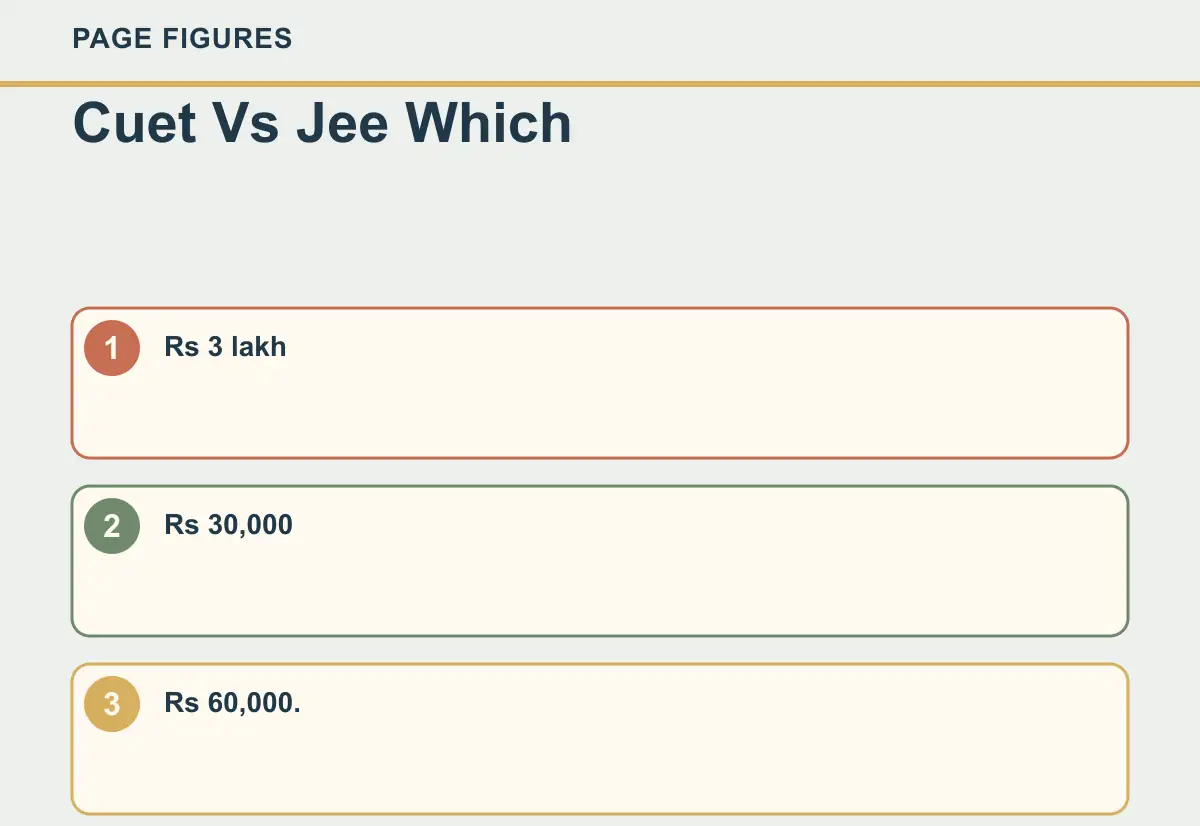 PAGE FIGURES
Cuet Vs Jee Which
1 Rs 3 lakh
2 Rs 30,000
3 Rs 60,000.